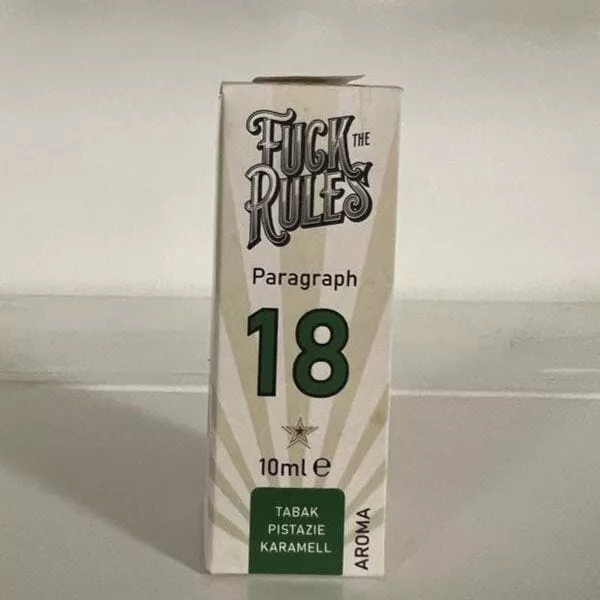 FUCK THE
RULES
Paragraph
18
10ml ℮
TABAK
PISTAZIE
KARAMELL
AROMA